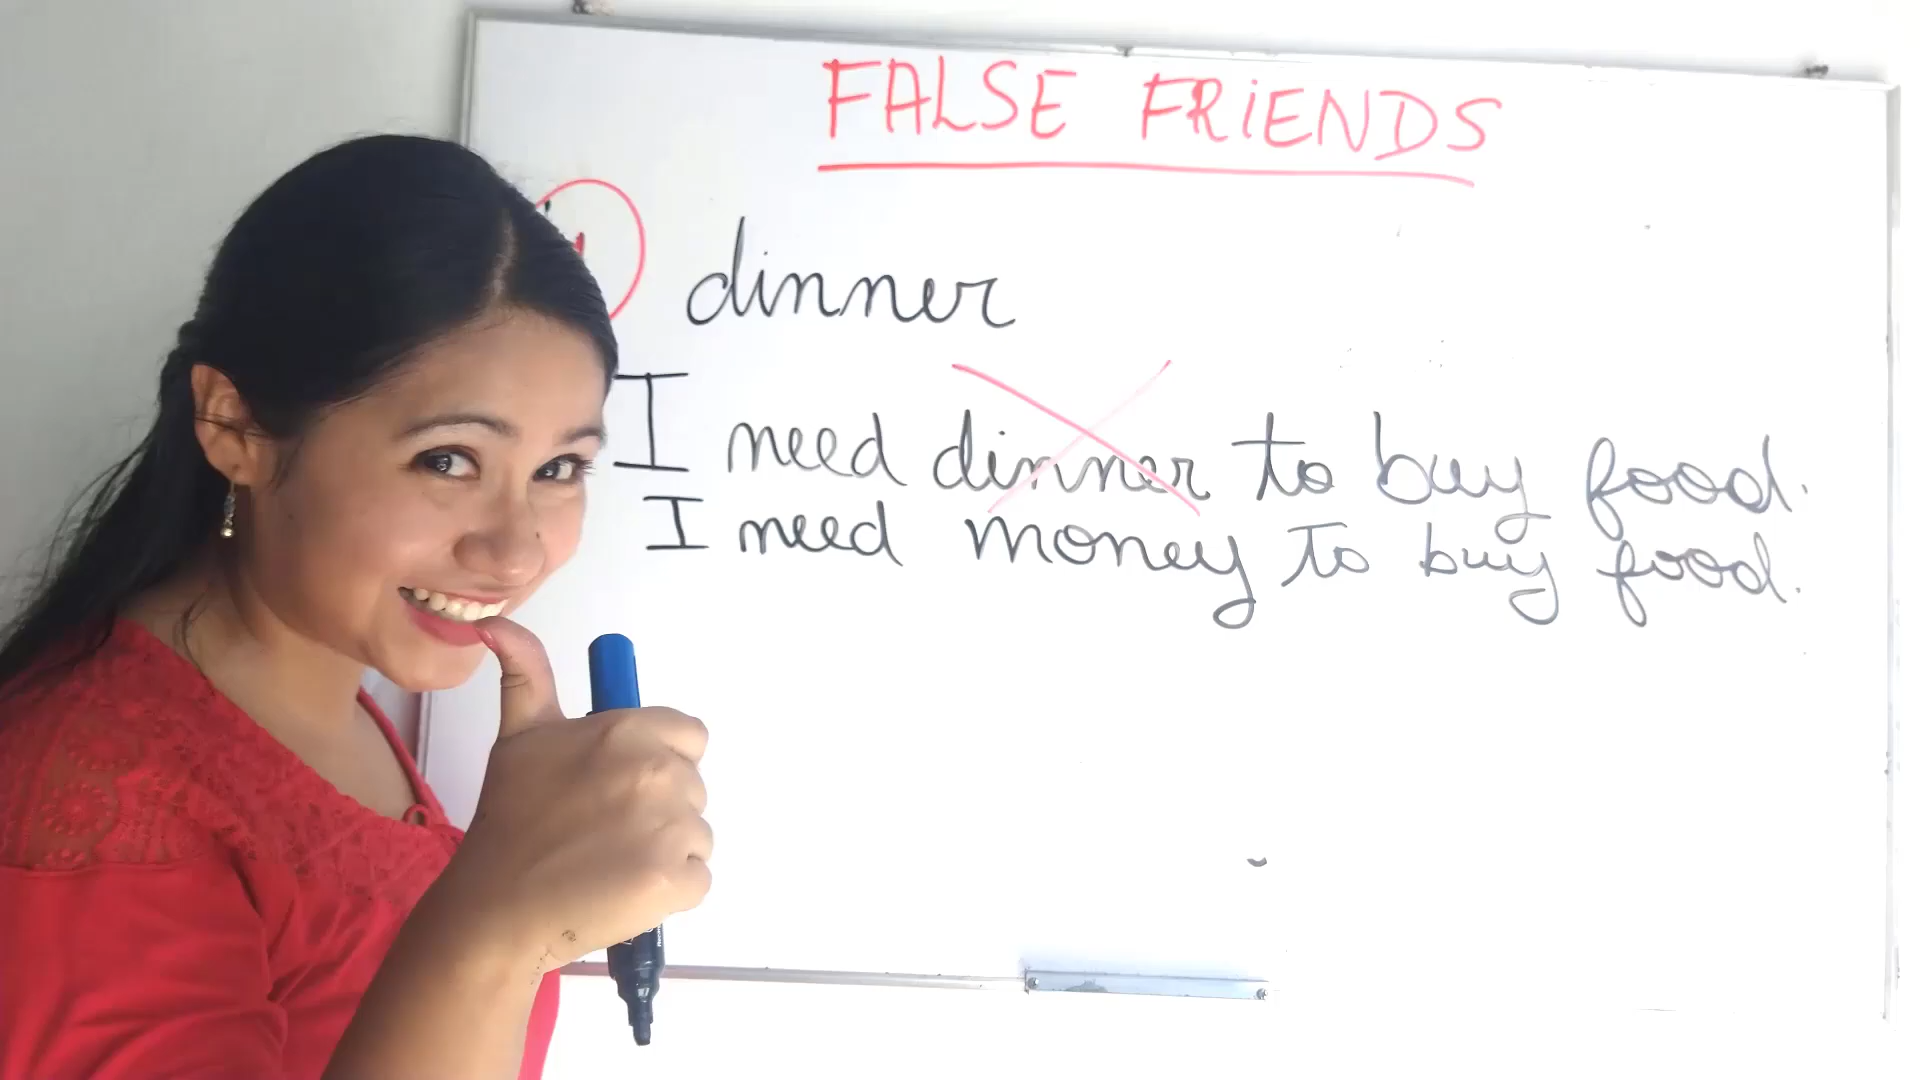 FALSE FRIENDS
dinner
I need dinner to buy food.
I need money to buy food.